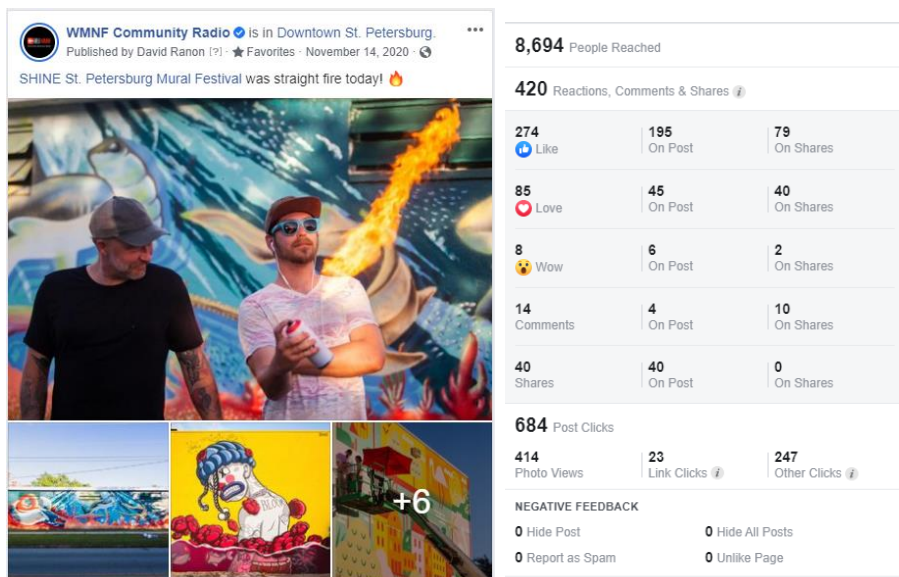 WMNF Community Radio is in Downtown St. Petersburg.
Published by David Ranon [?] · Favorites · November 14, 2020 ·
SHINE St. Petersburg Mural Festival was straight fire today! 🔥
+6
8,694 People Reached
420 Reactions, Comments & Shares
274 195 79
Like On Post On Shares
85 45 40
Love On Post On Shares
8 6 2
Wow On Post On Shares
14 4 10
Comments On Post On Shares
40 40 0
Shares On Post On Shares
684 Post Clicks
414 23 247
Photo Views Link Clicks Other Clicks
NEGATIVE FEEDBACK
0 Hide Post 0 Hide All Posts
0 Report as Spam 0 Unlike Page